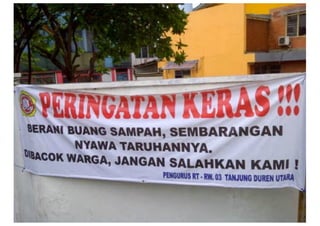 PERINGATAN KERAS !!!
BERANI BUANG SAMPAH, SEMBARANGAN
NYAWA TARUHANNYA.
DIBACOK WARGA, JANGAN SALAHKAN KAMI !
PENGURUS RT - RW. 03 TANJUNG DUREN UTARA